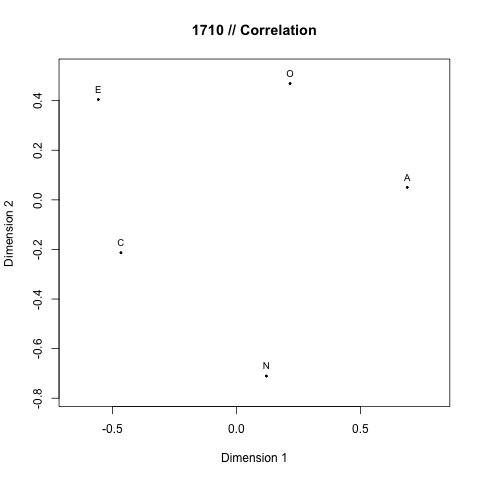 1710 // Correlation
O
E
A
C
N
0.4
0.2
0.0
-0.2
-0.4
-0.6
-0.8
Dimension 2
-0.5 0.0 0.5
Dimension 1